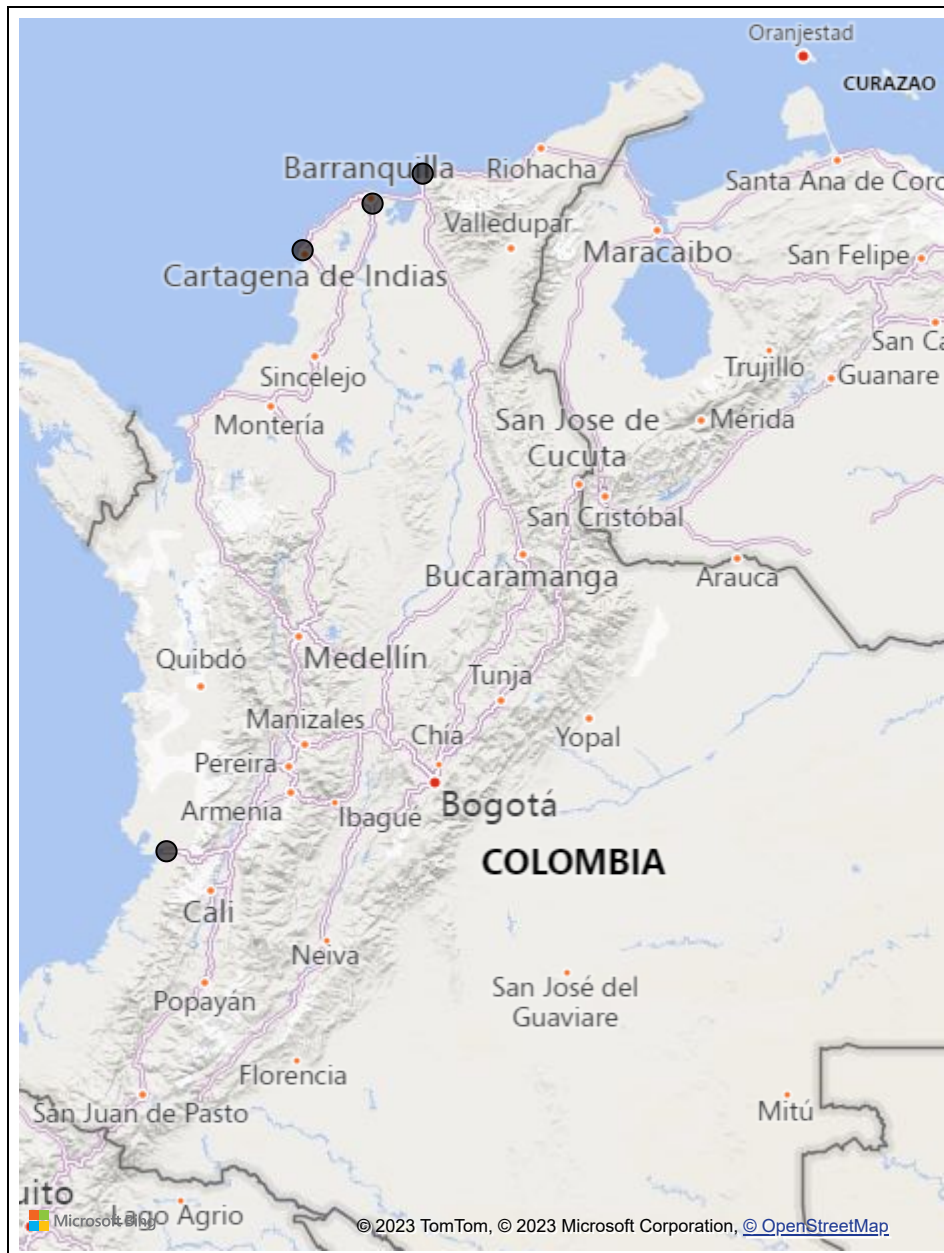 Oranjestad
CURAZAO
Barranquilla
Riohacha
Santa Ana de Coro
Valledupar
Maracaibo
San Felipe
Cartagena de Indias
San Ca
Sincelejo
Trujillo
Guanare
Montería
San Jose de
Cucuta
Mérida
San Cristóbal
Bucaramanga
Arauca
Quibdó
Medellín
Tunja
Manizales
Chía
Yopal
Pereira
Armenia
Ibagué
Bogotá
COLOMBIA
Cali
Neiva
Popayán
San José del
Guaviare
Florencia
San Juan de Pasto
Mitú
uito
Lago Agrio
Microsoft Bing
© 2023 TomTom, © 2023 Microsoft Corporation, © OpenStreetMap